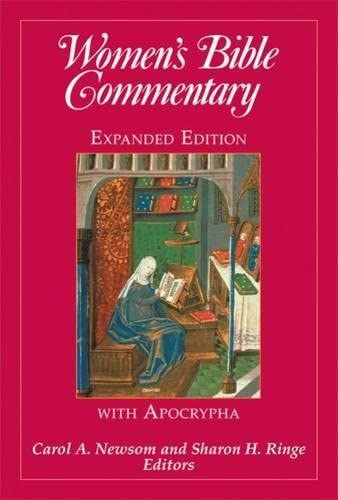 Women's Bible
Commentary
EXPANDED EDITION
WITH APOCRYPHA
Carol A. Newsom and Sharon H. Ringe
Editors